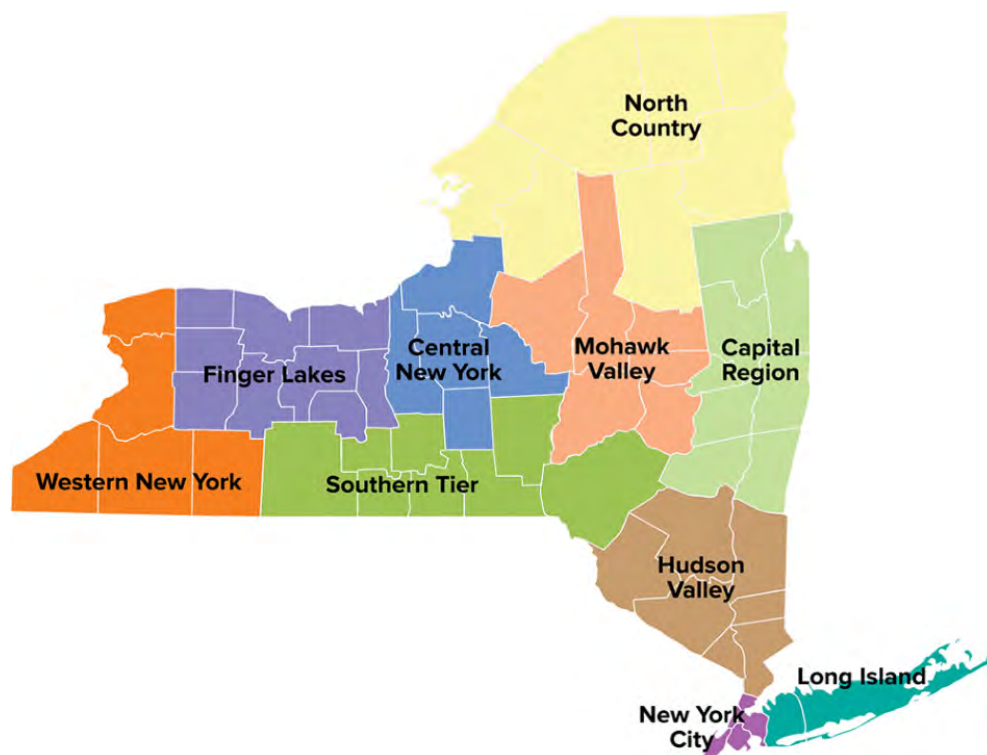 North
Country
Central
New York
Mohawk
Valley
Capital
Region
Finger Lakes
Western New York
Southern Tier
Hudson
Valley
Long Island
New York
City